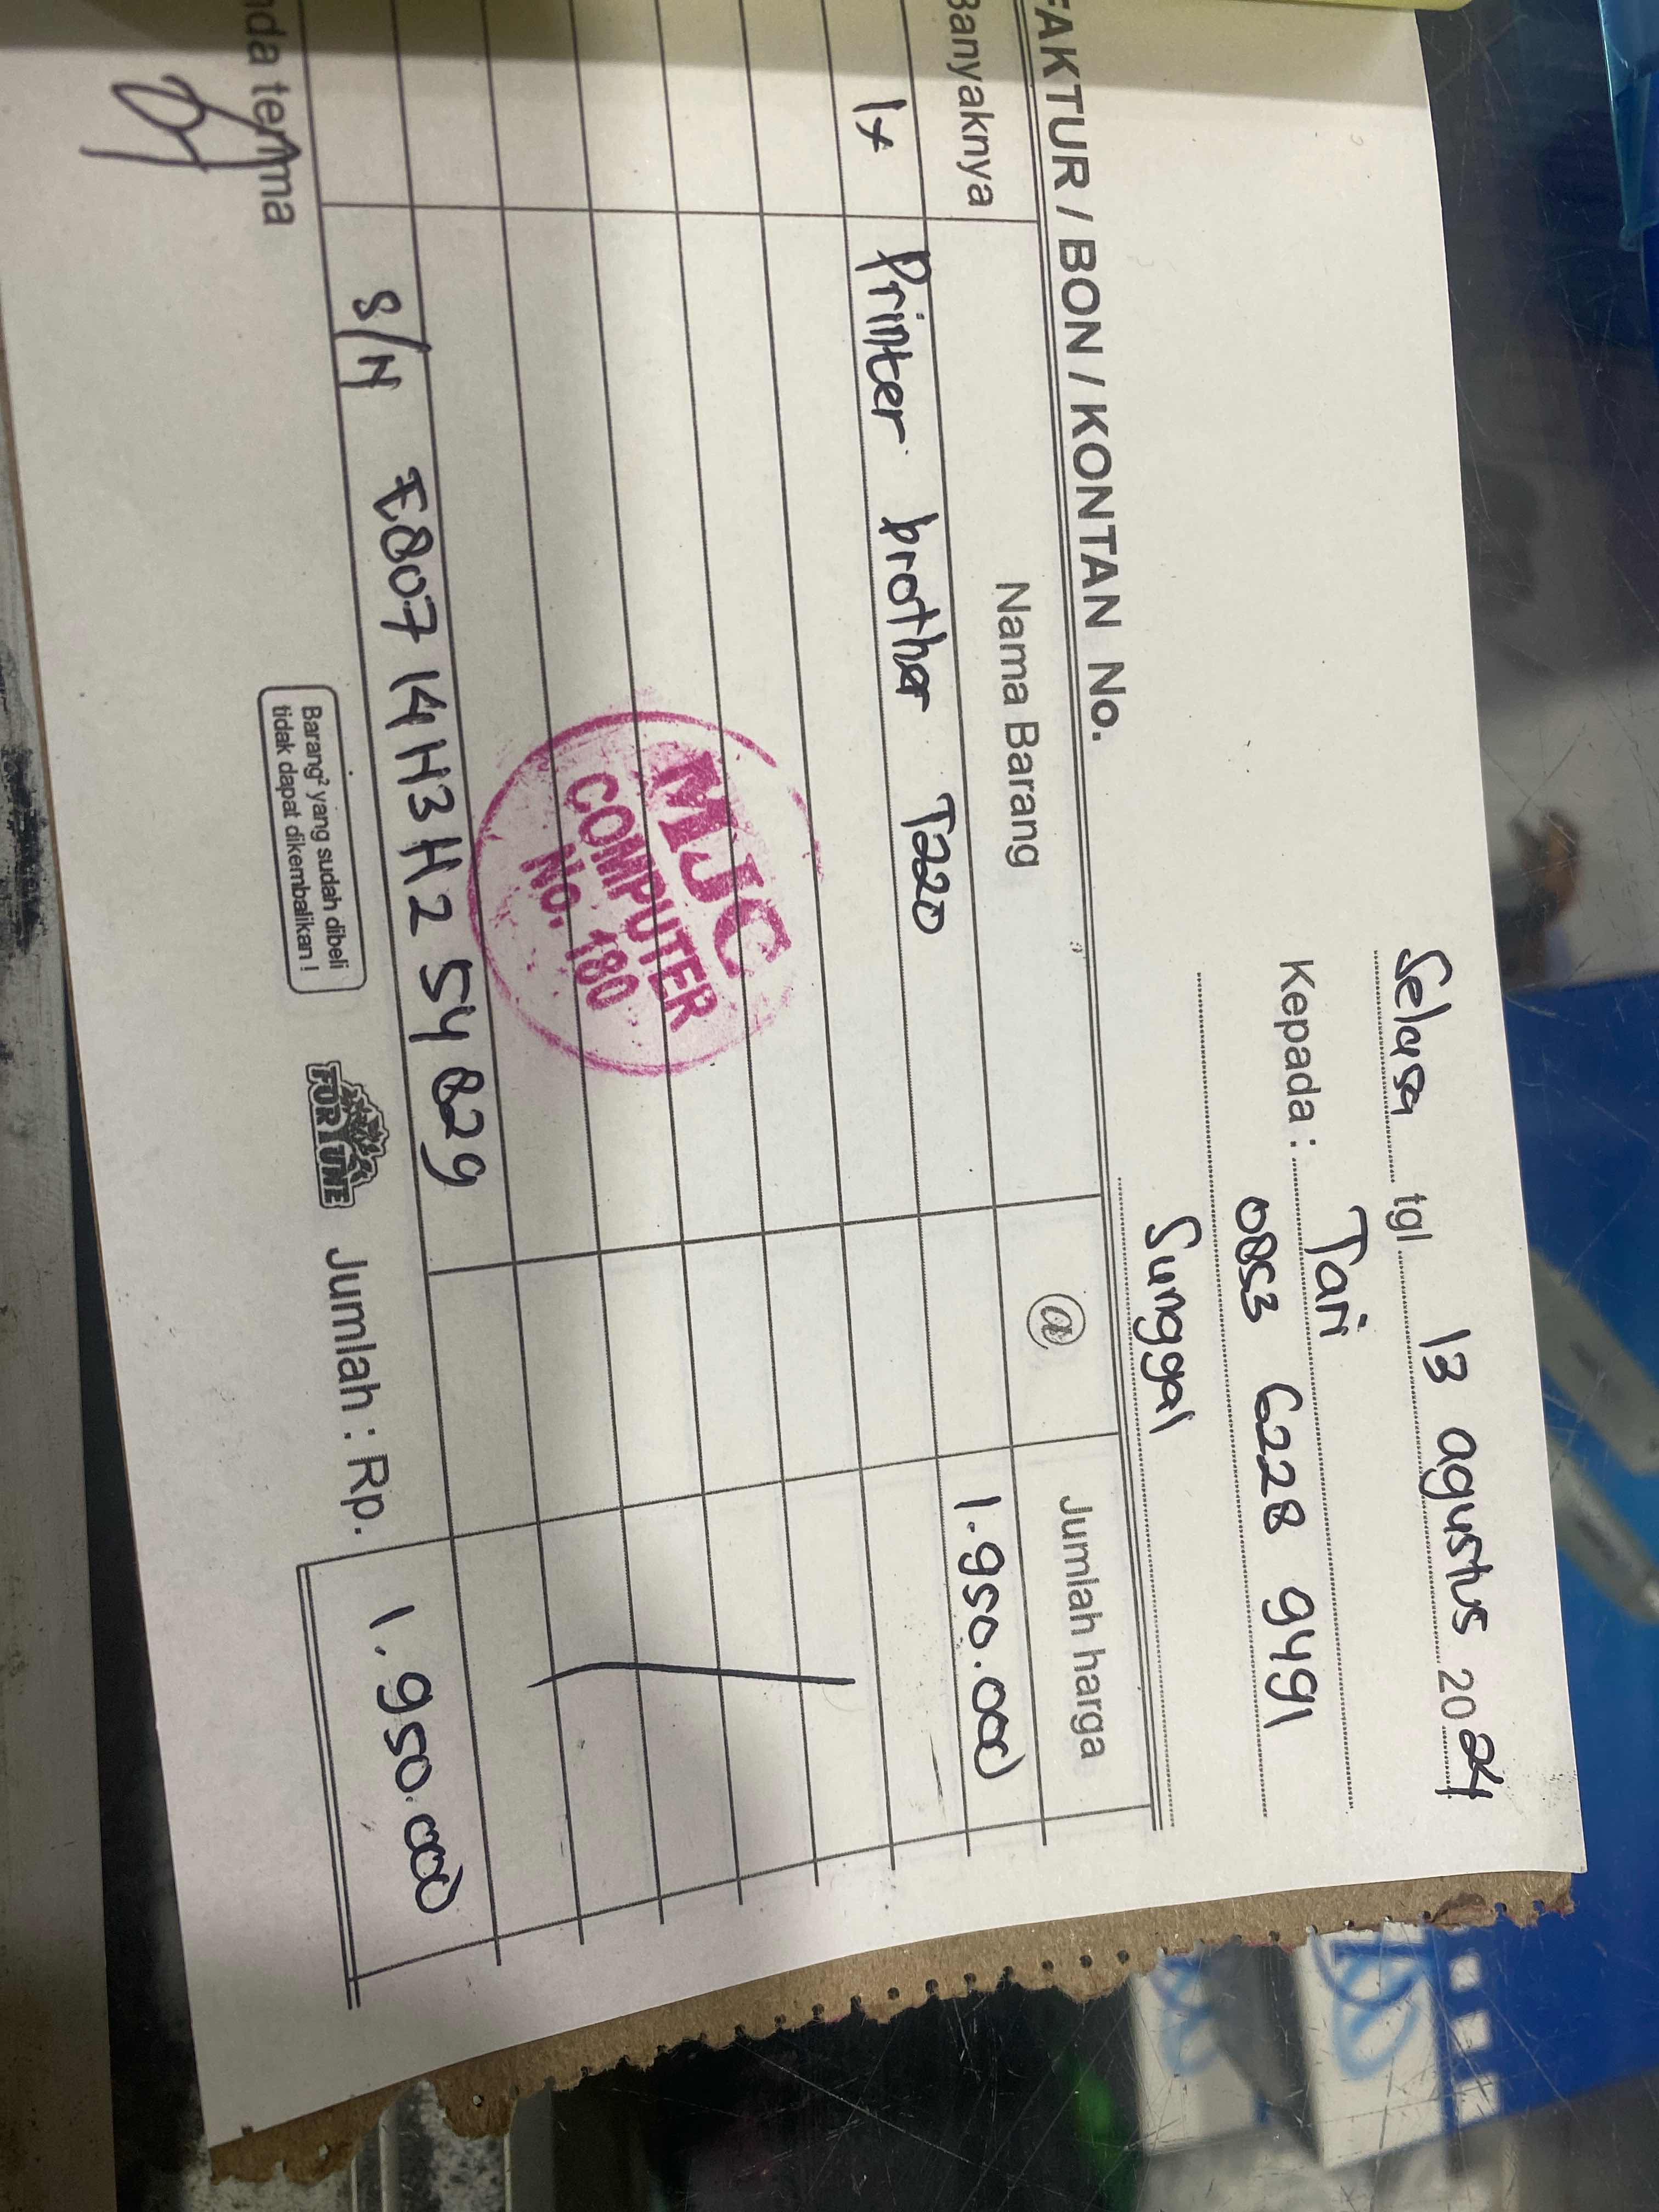 Selasa tgl 13 agustus 2024
Kepada : Tari
0853 6228 9491
Sunggal
FAKTUR / BON / KONTAN No.
Banyaknya Nama Barang @ Jumlah harga
1x Printer brother T220 1.950.000
MJC
COMPUTER
No. 180
S/N E80714H3H254829
nda terima
Barang² yang sudah dibeli
tidak dapat dikembalikan !
FORTUNE
Jumlah : Rp. 1.950.000